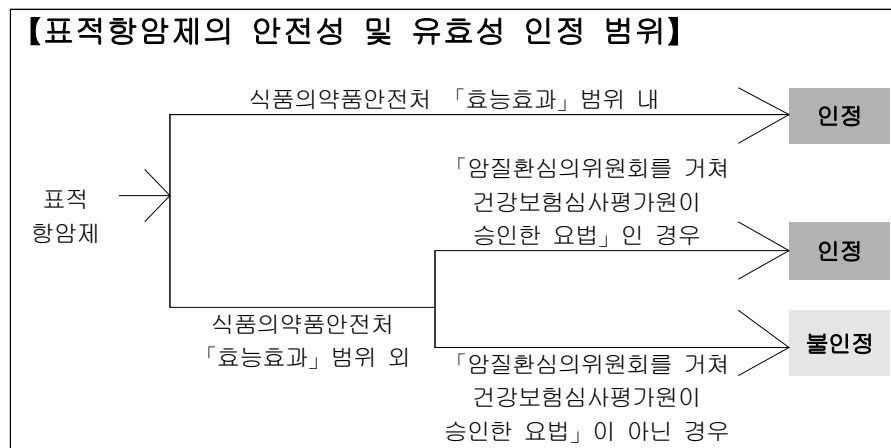 【표적항암제의 안전성 및 유효성 인정 범위】
식품의약품안전처 「효능효과」범위 내
인정
표적
항암제
「암질환심의위원회를 거쳐
건강보험심사평가원이
승인한 요법」인 경우
인정
식품의약품안전처
「효능효과」범위 외
불인정
「암질환심의위원회를 거쳐
건강보험심사평가원이
승인한 요법」이 아닌 경우